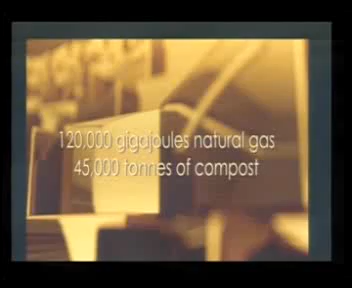 120,000 gigajoules natural gas
45,000 tonnes of compost